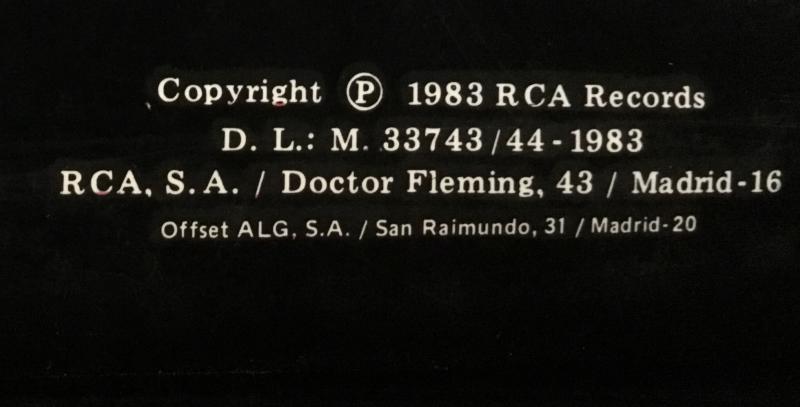 Copyright Ⓟ 1983 RCA Records
D. L.: M. 33743/44-1983
RCA, S.A. / Doctor Fleming, 43 / Madrid-16
Offset ALG, S.A. / San Raimundo, 31 / Madrid-20